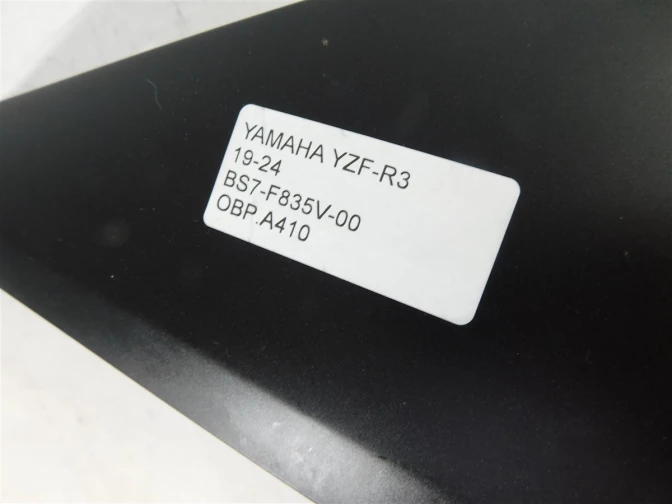 YAMAHA YZF-R3
19-24
BS7-F835V-00
OBP.A410